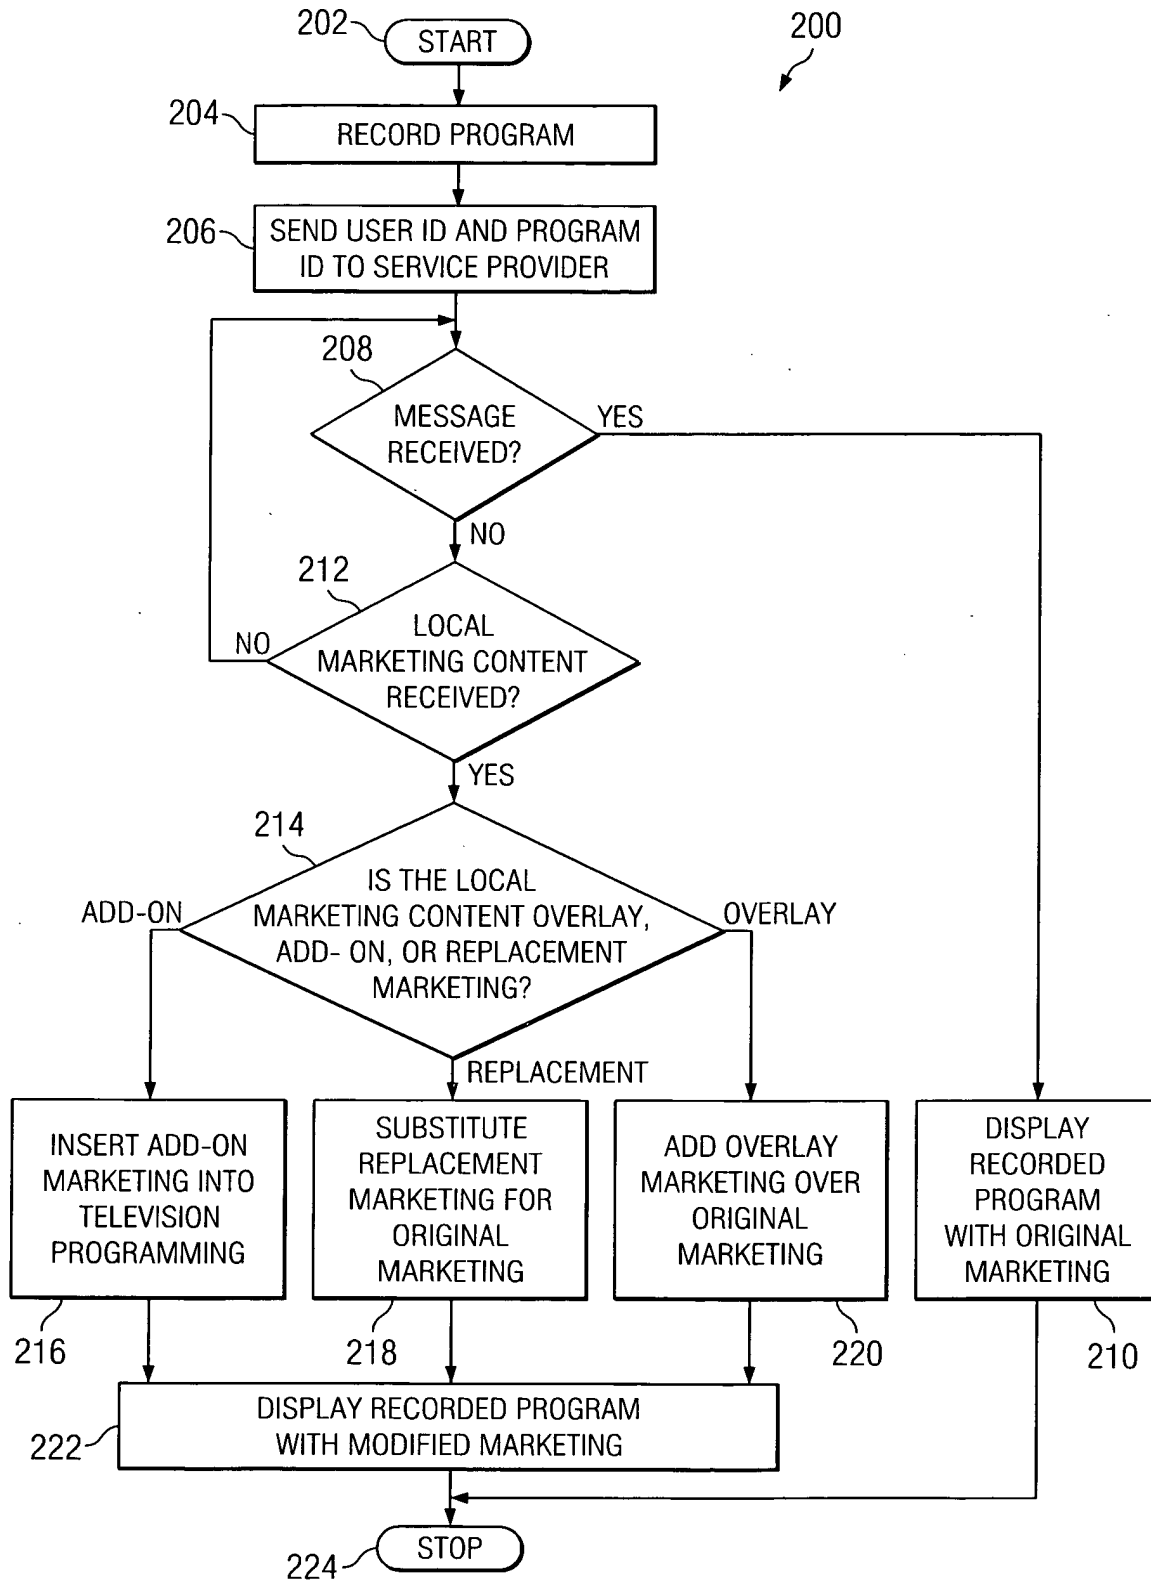 202
START
200
204
RECORD PROGRAM
206
SEND USER ID AND PROGRAM
ID TO SERVICE PROVIDER
208
MESSAGE
RECEIVED?
YES
NO
212
LOCAL
MARKETING CONTENT
RECEIVED?
NO
YES
214
IS THE LOCAL
MARKETING CONTENT OVERLAY,
ADD- ON, OR REPLACEMENT
MARKETING?
ADD-ON
OVERLAY
REPLACEMENT
INSERT ADD-ON
MARKETING INTO
TELEVISION
PROGRAMMING
SUBSTITUTE
REPLACEMENT
MARKETING FOR
ORIGINAL
MARKETING
ADD OVERLAY
MARKETING OVER
ORIGINAL
MARKETING
DISPLAY
RECORDED
PROGRAM
WITH ORIGINAL
MARKETING
216
218
220
210
222
DISPLAY RECORDED PROGRAM
WITH MODIFIED MARKETING
224
STOP